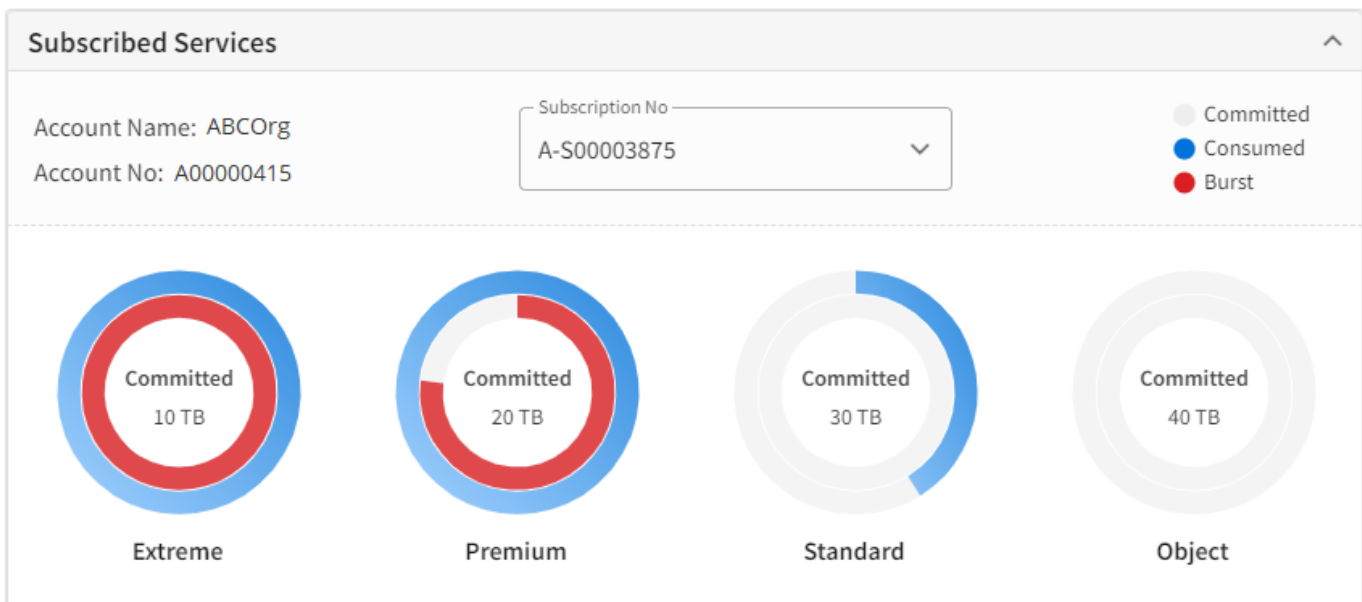 Subscribed Services
Account Name: ABCOrg
Account No: A00000415
Subscription No
A-S00003875
Committed
Consumed
Burst
Committed
10 TB
Extreme
Committed
20 TB
Premium
Committed
30 TB
Standard
Committed
40 TB
Object